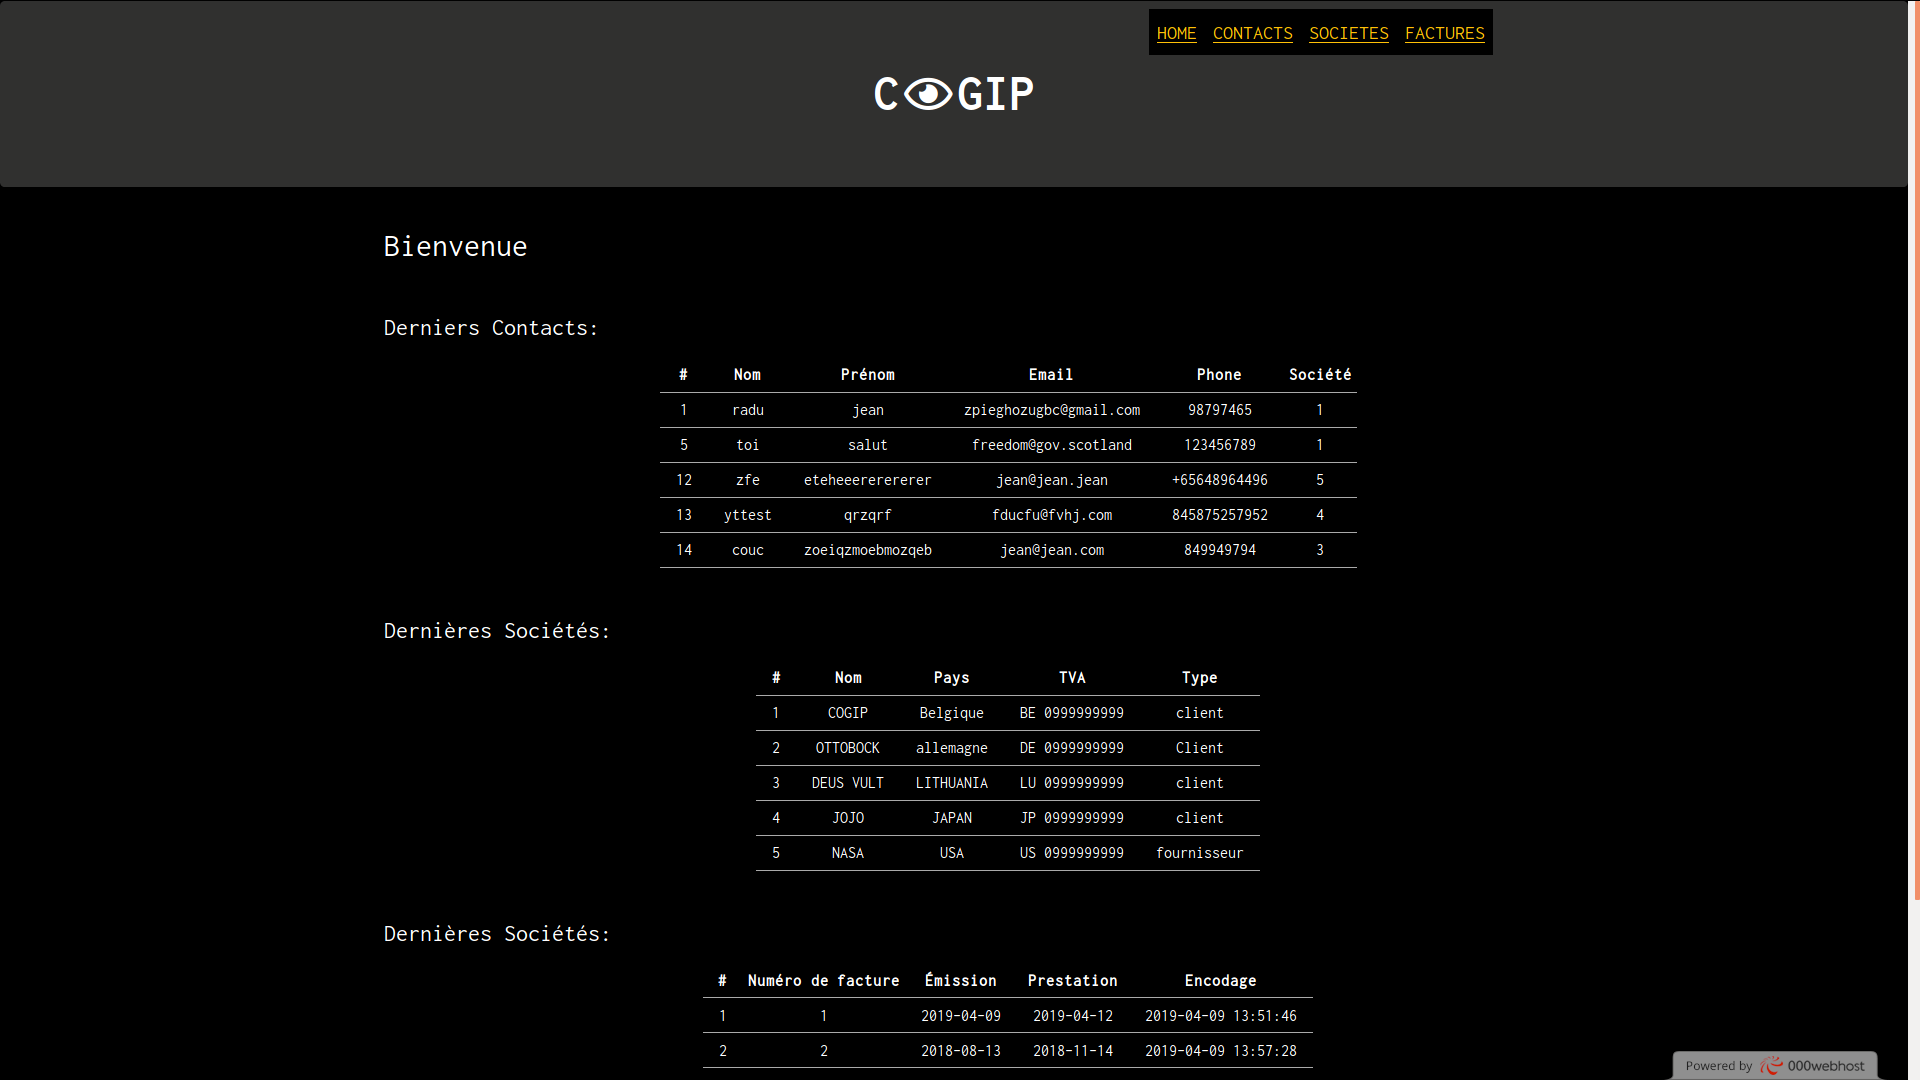 HOME CONTACTS SOCIETES FACTURES
C GIP
Bienvenue
Derniers Contacts:
# Nom Prénom Email Phone Société
1 radu jean zpieghozugbc@gmail.com 98797465 1
5 toi salut freedom@gov.scotland 123456789 1
12 zfe eteheeererererer jean@jean.jean +65648964496 5
13 yttest qrzqrf fducfu@fvhj.com 845875257952 4
14 couc zoeiqzmoebmozqeb jean@jean.com 849949794 3
Dernières Sociétés:
# Nom Pays TVA Type
1 COGIP Belgique BE 0999999999 client
2 OTTOBOCK allemagne DE 0999999999 Client
3 DEUS VULT LITHUANIA LU 0999999999 client
4 JOJO JAPAN JP 0999999999 client
5 NASA USA US 0999999999 fournisseur
Dernières Sociétés:
# Numéro de facture Émission Prestation Encodage
1 1 2019-04-09 2019-04-12 2019-04-09 13:51:46
2 2 2018-08-13 2018-11-14 2019-04-09 13:57:28
Powered by 000webhost